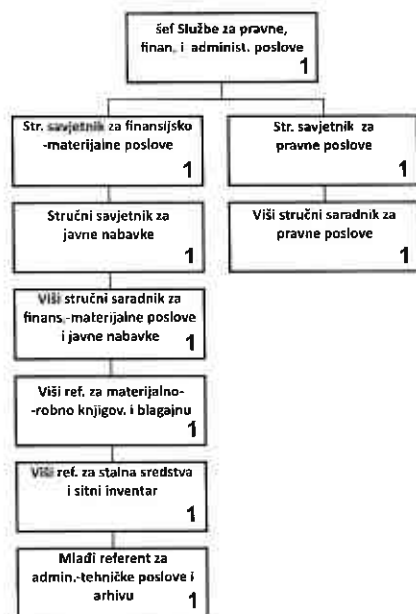 šef Službe za pravne,
finan. i administ. poslove
1
Str. savjetnik za finansijsko
-materijalne poslove
1
Stručni savjetnik za
javne nabavke
1
Viši stručni saradnik za
finans.-materijalne poslove
i javne nabavke
1
Viši ref. za materijalno-
-robno knjigov. i blagajnu
1
Viši ref. za stalna sredstva
i sitni inventar
1
Mlađi referent za
admin.-tehničke poslove i
arhivu
1
Str. savjetnik za
pravne poslove
1
Viši stručni saradnik za
pravne poslove
1